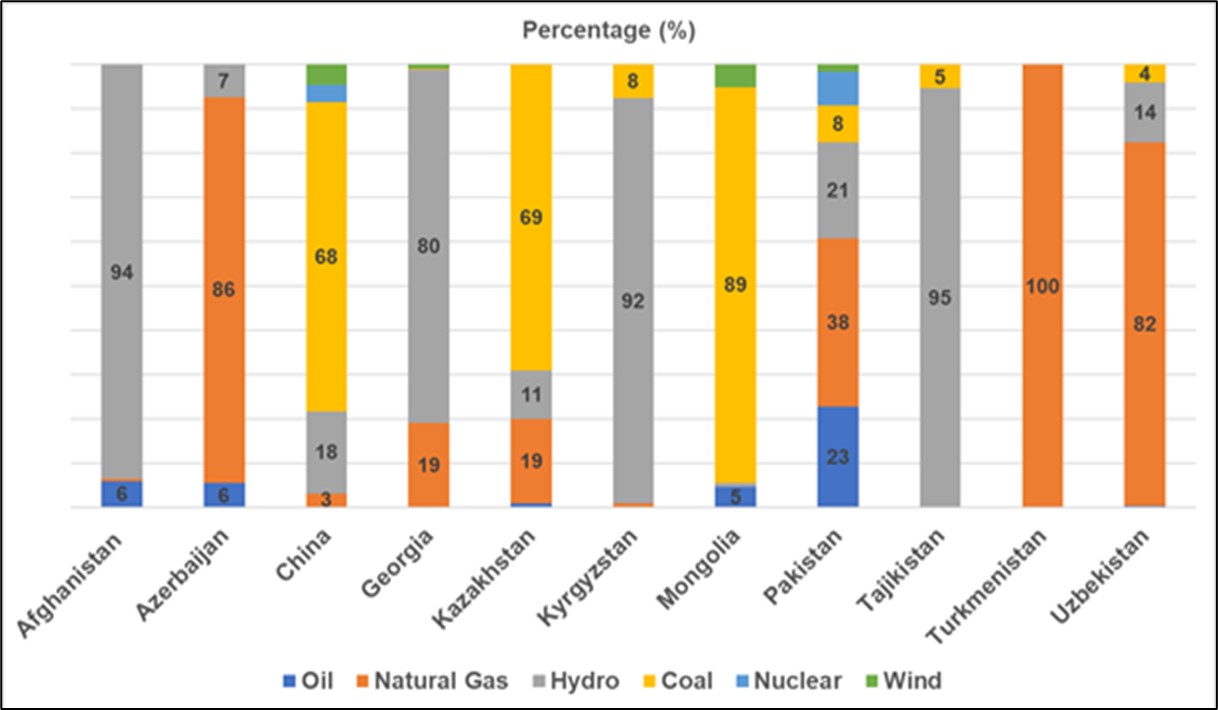 Percentage (%)
94
6
7
86
6
68
18
3
80
19
69
11
19
8
92
89
5
8
21
38
23
5
95
100
4
14
82
Afghanistan
Azerbaijan
China
Georgia
Kazakhstan
Kyrgyzstan
Mongolia
Pakistan
Tajikistan
Turkmenistan
Uzbekistan
Oil Natural Gas Hydro Coal Nuclear Wind